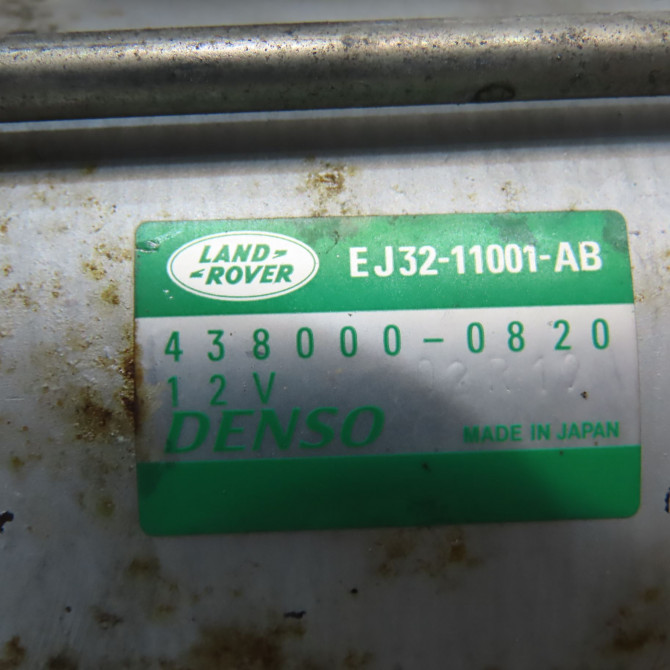 LAND-
-ROVER
EJ32-11001-AB
438000-0820
12V
DENSO
MADE IN JAPAN